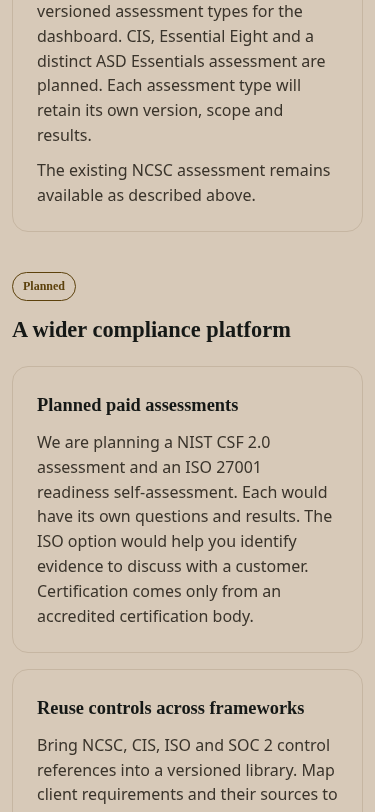 versioned assessment types for the
dashboard. CIS, Essential Eight and a
distinct ASD Essentials assessment are
planned. Each assessment type will
retain its own version, scope and
results.
The existing NCSC assessment remains
available as described above.
Planned
A wider compliance platform
Planned paid assessments
We are planning a NIST CSF 2.0
assessment and an ISO 27001
readiness self-assessment. Each would
have its own questions and results. The
ISO option would help you identify
evidence to discuss with a customer.
Certification comes only from an
accredited certification body.
Reuse controls across frameworks
Bring NCSC, CIS, ISO and SOC 2 control
references into a versioned library. Map
client requirements and their sources to